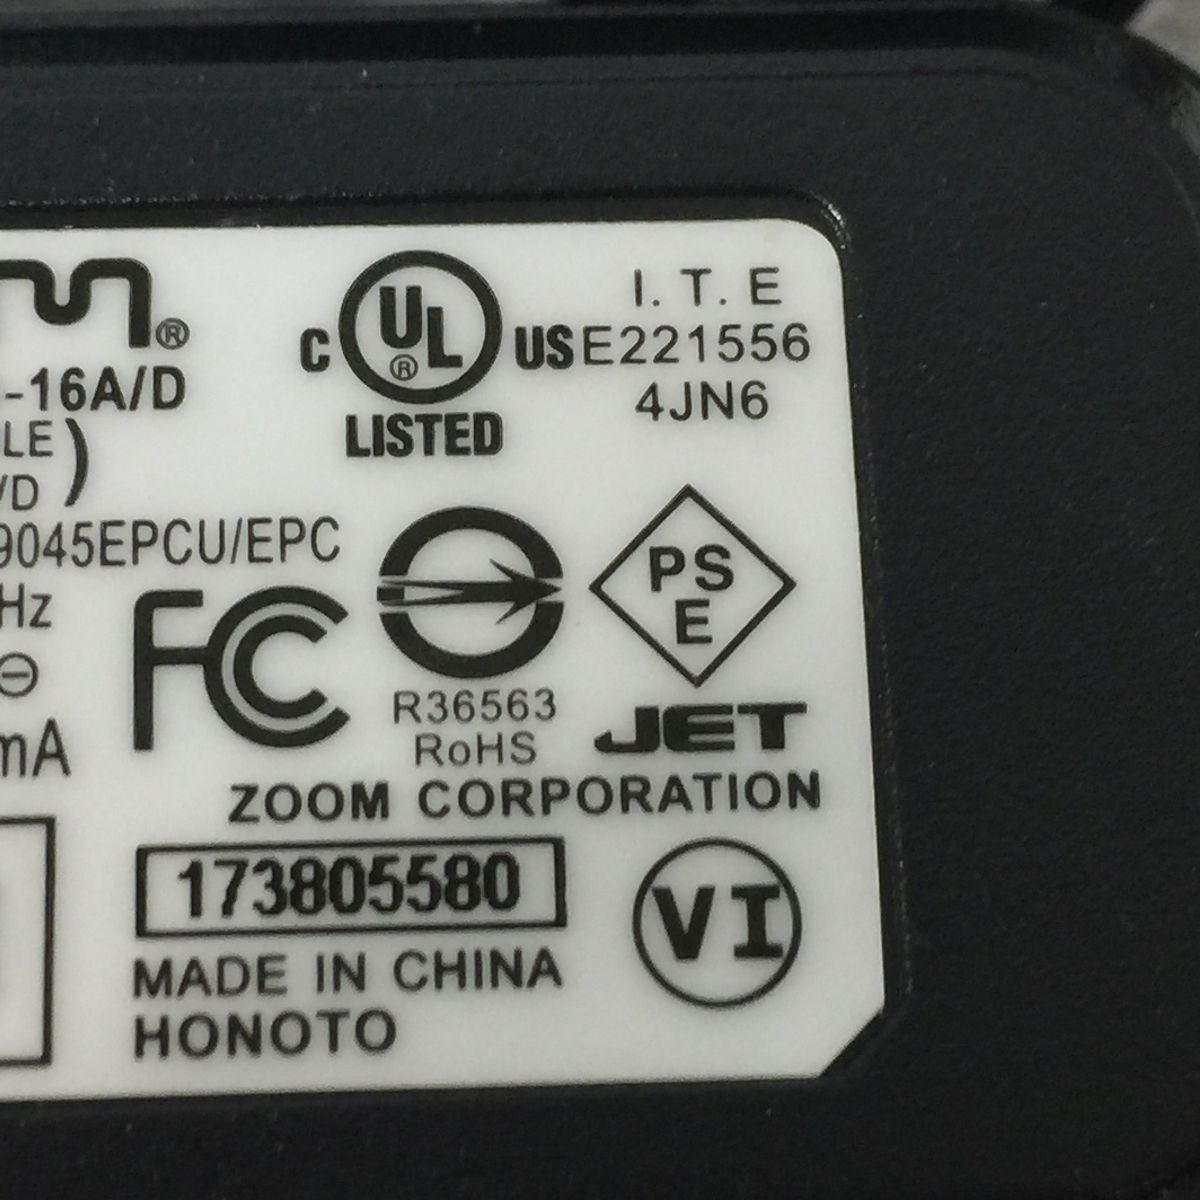 m®
-16A/D
C UL® US
LISTED
I. T. E
E221556
4JN6
LE )
/D
9045EPCU/EPC
Hz
mA
FC
R36563
RoHS
PS
E
JET
ZOOM CORPORATION
173805580
MADE IN CHINA
HONOTO
VI